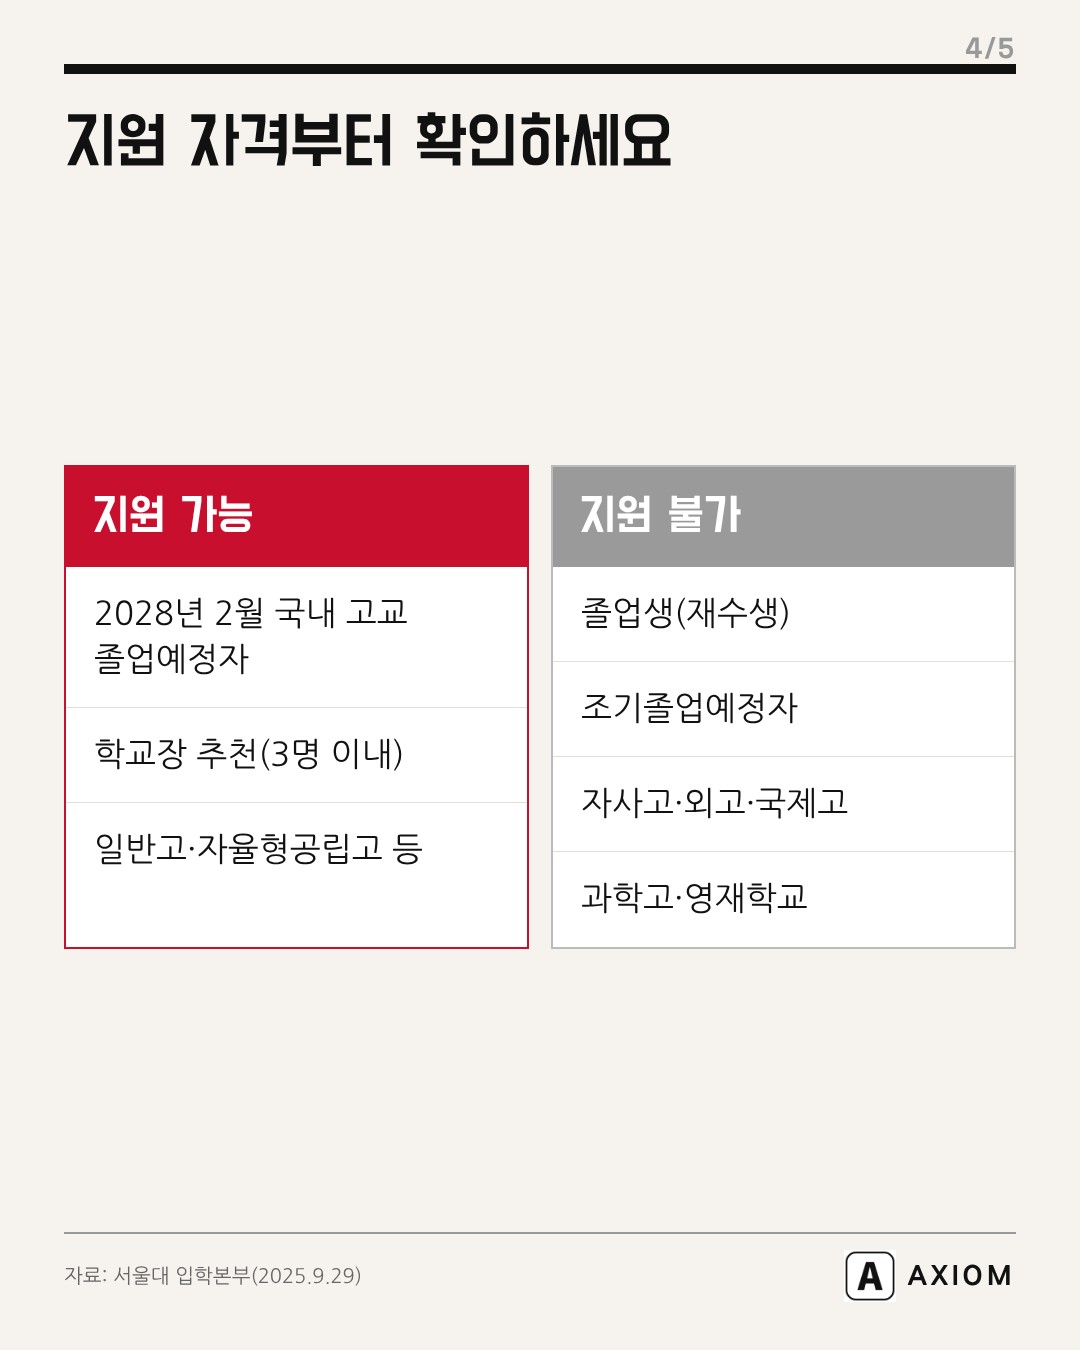 4/5
지원 자격부터 확인하세요
지원 가능
2028년 2월 국내 고교
졸업예정자
학교장 추천(3명 이내)
일반고·자율형공립고 등
지원 불가
졸업생(재수생)
조기졸업예정자
자사고·외고·국제고
과학고·영재학교
자료: 서울대 입학본부(2025.9.29)
A AXIOM